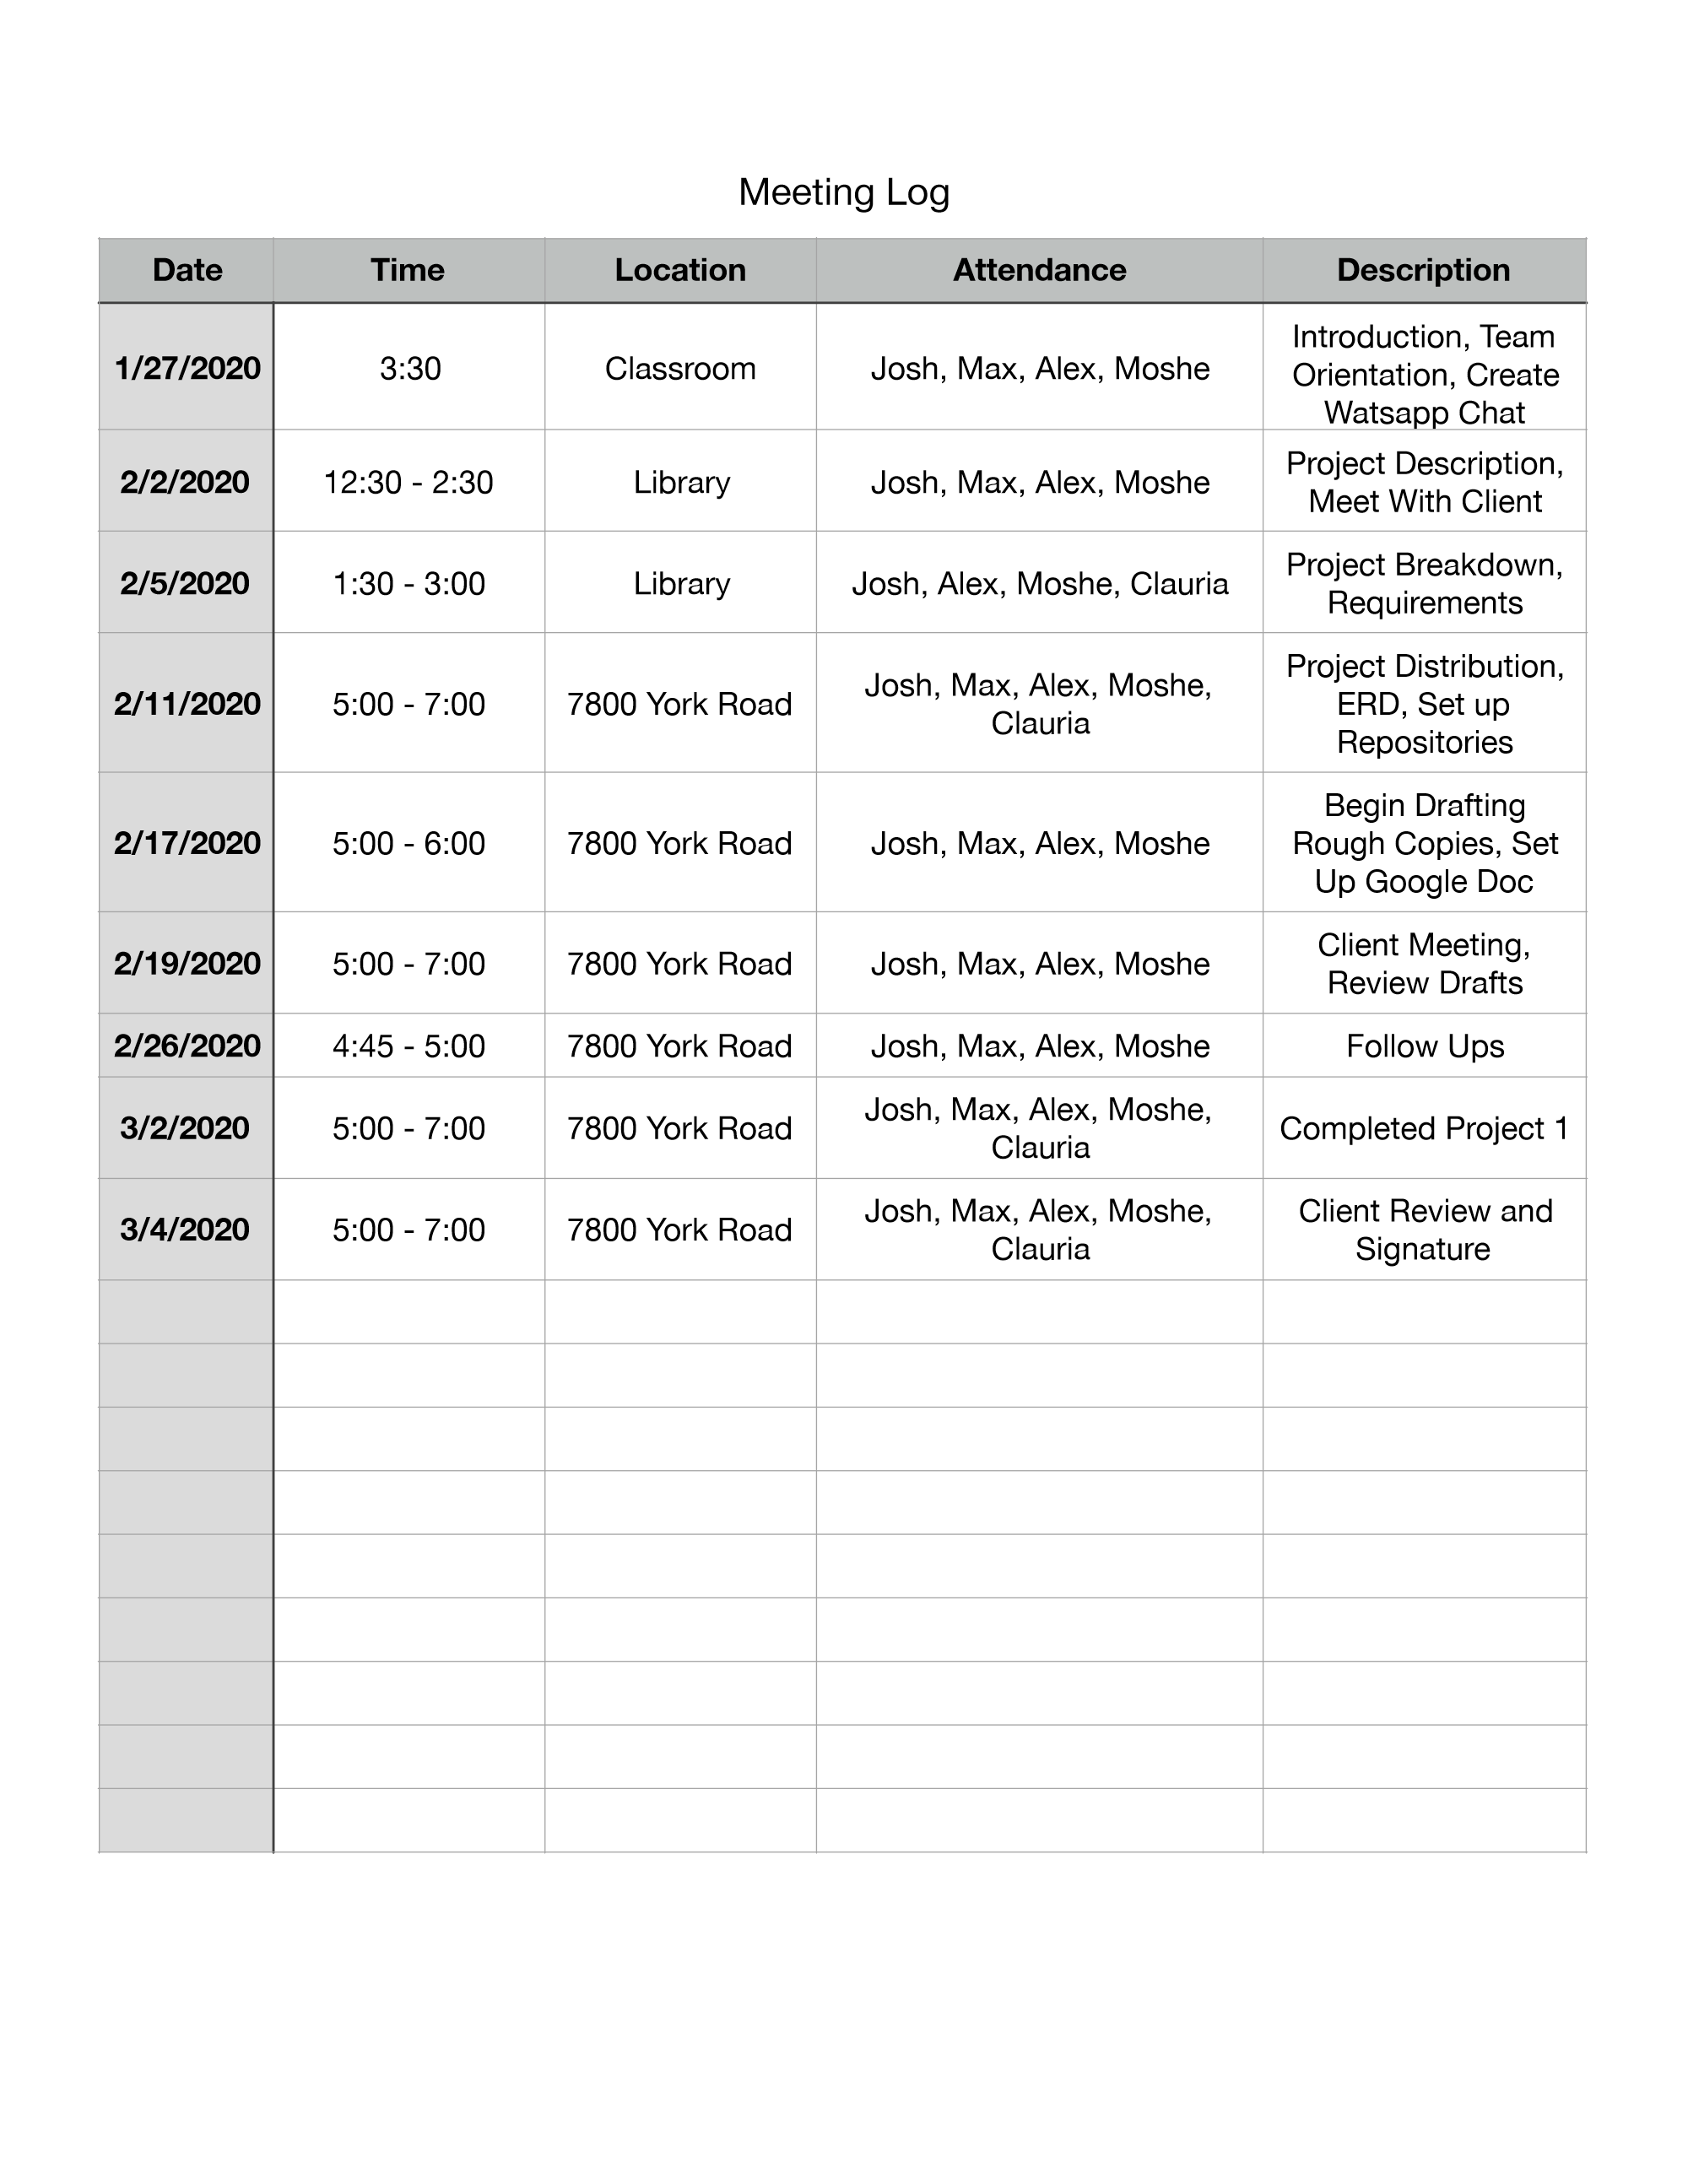 Meeting Log
Date Time Location Attendance Description
1/27/2020 3:30 Classroom Josh, Max, Alex, Moshe Introduction, Team
Orientation, Create
Watsapp Chat
2/2/2020 12:30 - 2:30 Library Josh, Max, Alex, Moshe Project Description,
Meet With Client
2/5/2020 1:30 - 3:00 Library Josh, Alex, Moshe, Clauria Project Breakdown,
Requirements
2/11/2020 5:00 - 7:00 7800 York Road Josh, Max, Alex, Moshe,
Clauria Project Distribution,
ERD, Set up
Repositories
2/17/2020 5:00 - 6:00 7800 York Road Josh, Max, Alex, Moshe Begin Drafting
Rough Copies, Set
Up Google Doc
2/19/2020 5:00 - 7:00 7800 York Road Josh, Max, Alex, Moshe Client Meeting,
Review Drafts
2/26/2020 4:45 - 5:00 7800 York Road Josh, Max, Alex, Moshe Follow Ups
3/2/2020 5:00 - 7:00 7800 York Road Josh, Max, Alex, Moshe,
Clauria Completed Project 1
3/4/2020 5:00 - 7:00 7800 York Road Josh, Max, Alex, Moshe,
Clauria Client Review and
Signature